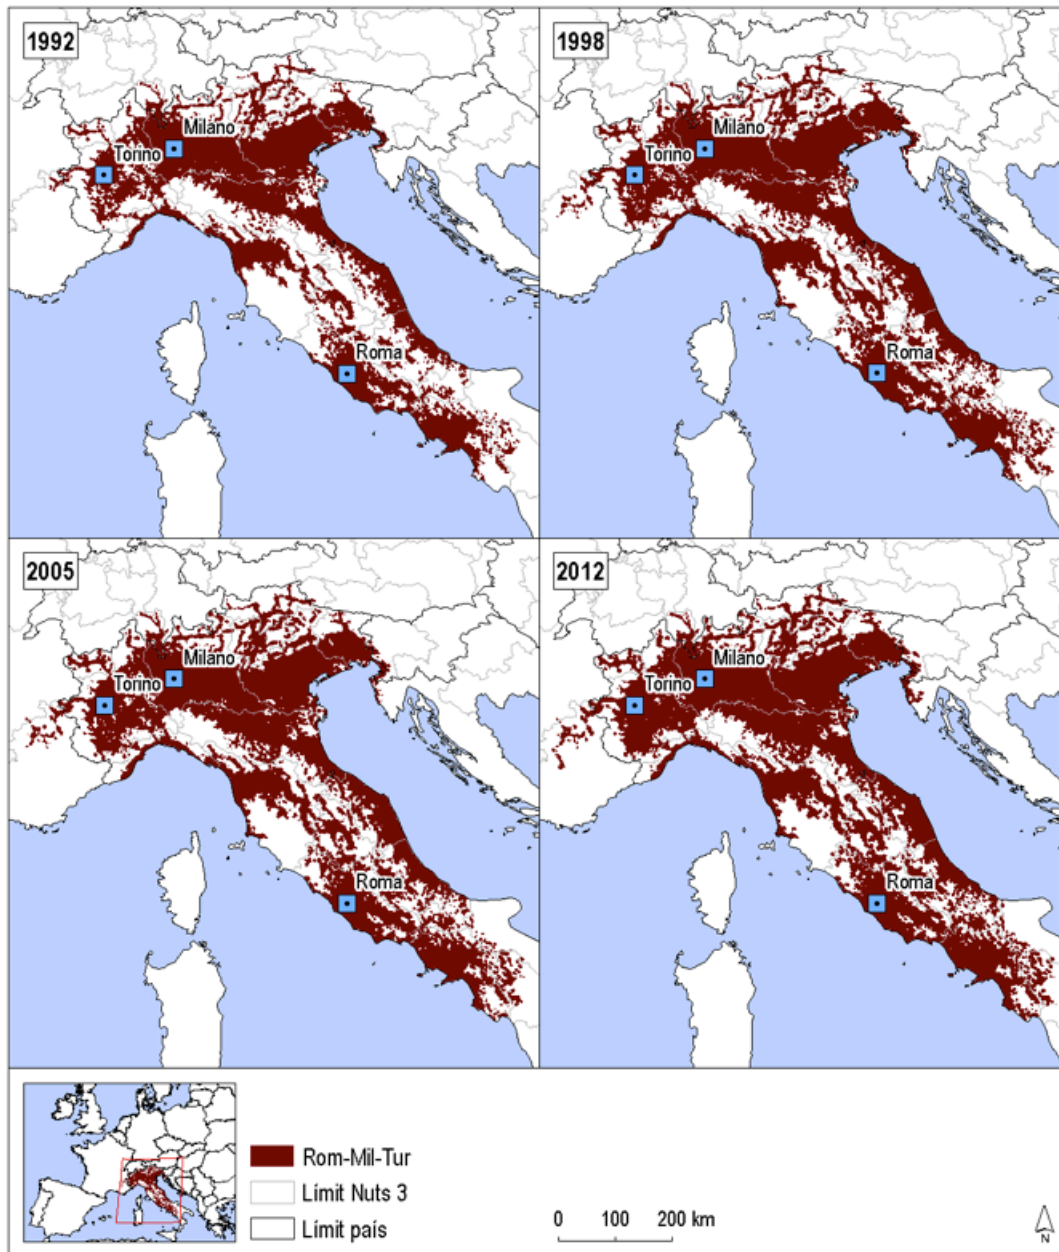 1992
Milano
Torino
Roma
1998
Milano
Torino
Roma
2005
Milano
Torino
Roma
2012
Milano
Torino
Roma
Rom-Mil-Tur
Límit Nuts 3
Límit país
0 100 200 km
N